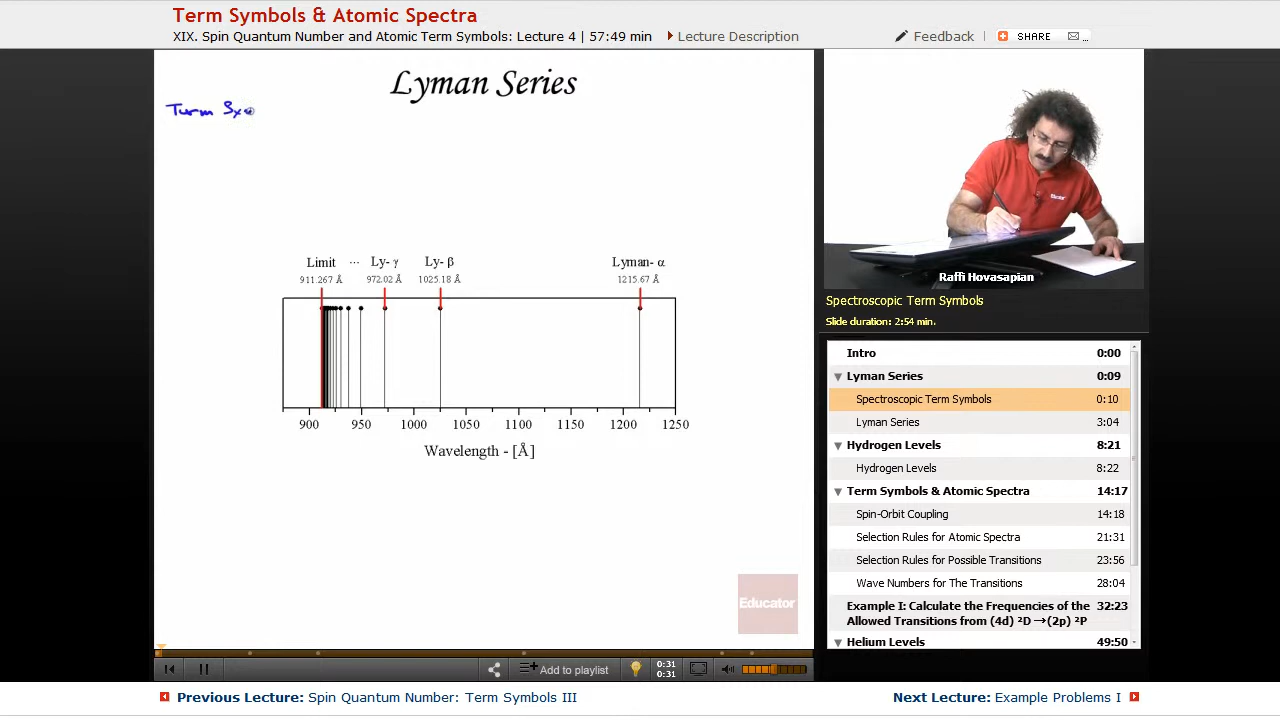 Term Symbols & Atomic Spectra
XIX. Spin Quantum Number and Atomic Term Symbols: Lecture 4 | 57:49 min
Lecture Description
Feedback
SHARE
...
Lyman Series
Term
Limit
...
Ly- γ
Ly- β
Lyman- α
911.267 Å
972.02 Å
1025.18 Å
1215.67 Å
900 950 1000 1050 1100 1150 1200 1250
Wavelength - [Å]
Educator
Raffi Hovasapian
Spectroscopic Term Symbols
Slide duration: 2:54 min.
Intro 0:00
Lyman Series 0:09
Spectroscopic Term Symbols 0:10
Lyman Series 3:04
Hydrogen Levels 8:21
Hydrogen Levels 8:22
Term Symbols & Atomic Spectra 14:17
Spin-Orbit Coupling 14:18
Selection Rules for Atomic Spectra 21:31
Selection Rules for Possible Transitions 23:56
Wave Numbers for The Transitions 28:04
Example I: Calculate the Frequencies of the 32:23
Allowed Transitions from (4d) ²D →(2p) ²P
Helium Levels 49:50
Add to playlist
0:31
0:31
Previous Lecture: Spin Quantum Number: Term Symbols III
Next Lecture: Example Problems I